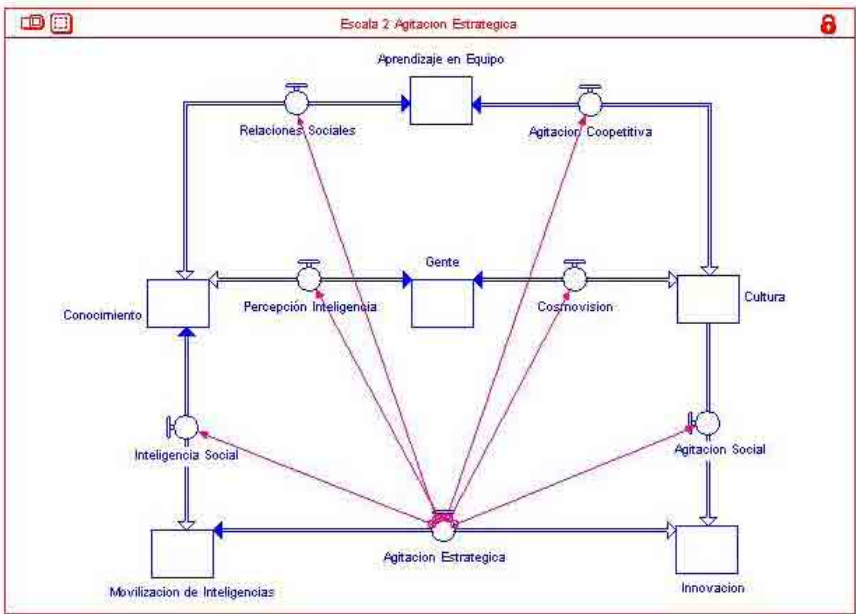 Escala 2 Agitacion Estrategica
Aprendizaje en Equipo
Relaciones Sociales
Agitacion Coopetitiva
Gente
Conocimiento
Percepción Inteligencia
Cosmovision
Cultura
Inteligencia Social
Agitacion Social
Agitacion Estrategica
Movilizacion de Inteligencias
Innovacion